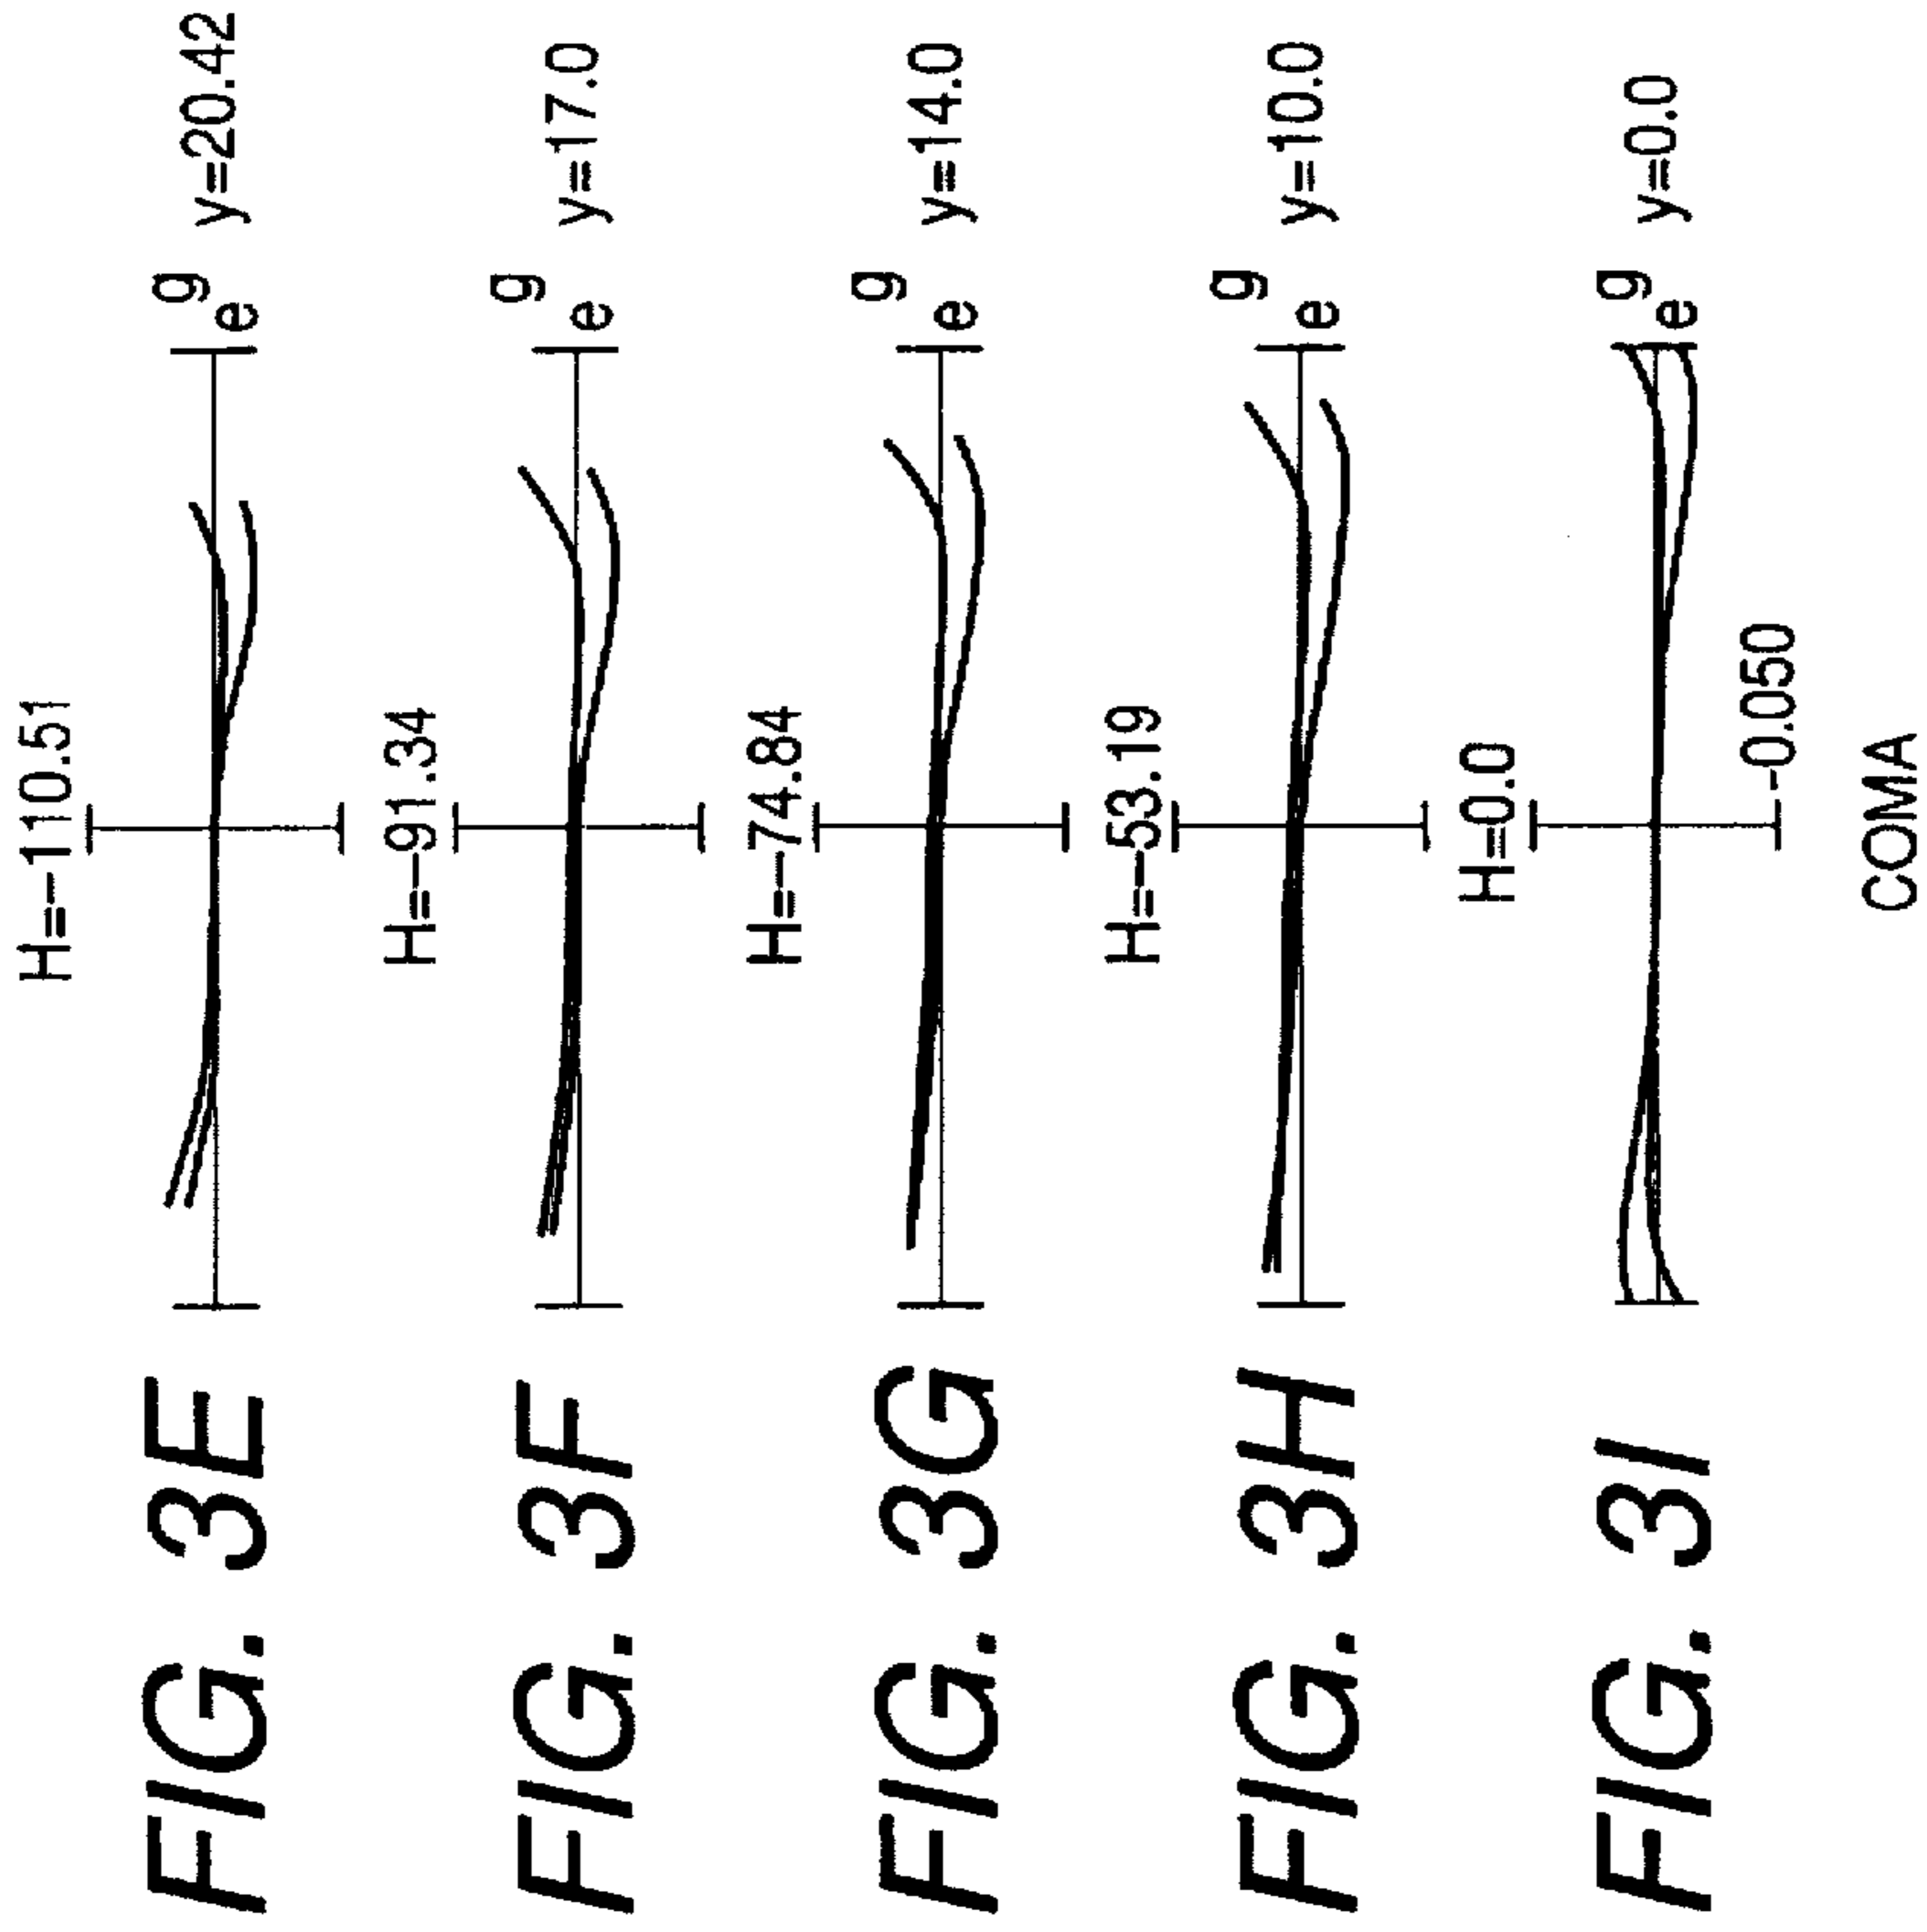 H=-110.51
FIG. 3E g e y=20.42
H=-91.34
FIG. 3F g e y=17.0
H=-74.84
FIG. 3G g e y=14.0
H=-53.19
FIG. 3H g e y=10.0
H=0.0
FIG. 3I g e y=0.0
-0.050
COMA